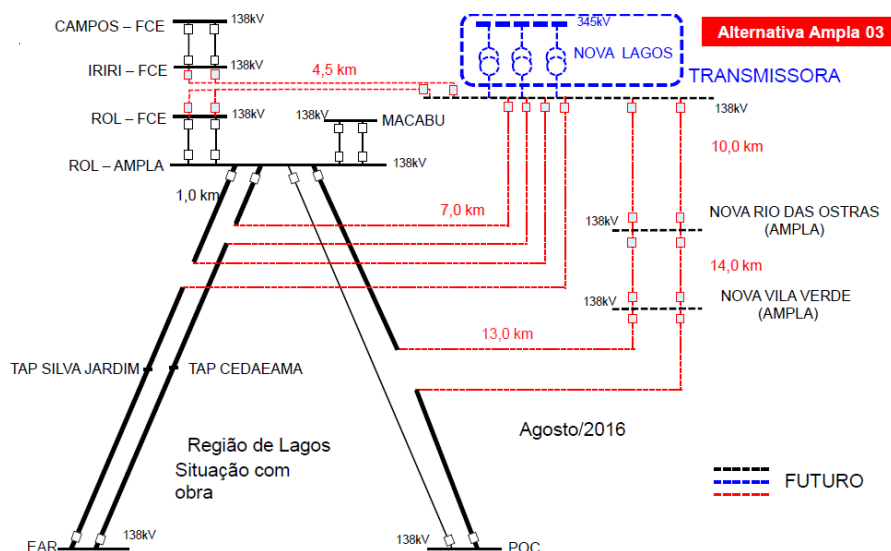 CAMPOS – FCE
138kV
345kV
Alternativa Ampla 03
NOVA LAGOS
IRIRI – FCE
138kV
4,5 km
TRANSMISSORA
ROL – FCE
138kV
138kV
MACABU
138kV
ROL – AMPLA
138kV
10,0 km
1,0 km
7,0 km
138kV
NOVA RIO DAS OSTRAS
(AMPLA)
14,0 km
138kV
NOVA VILA VERDE
(AMPLA)
13,0 km
TAP SILVA JARDIM
TAP CEDAEAMA
Agosto/2016
Região de Lagos
Situação com
obra
FUTURO
138kV
138kV
POC